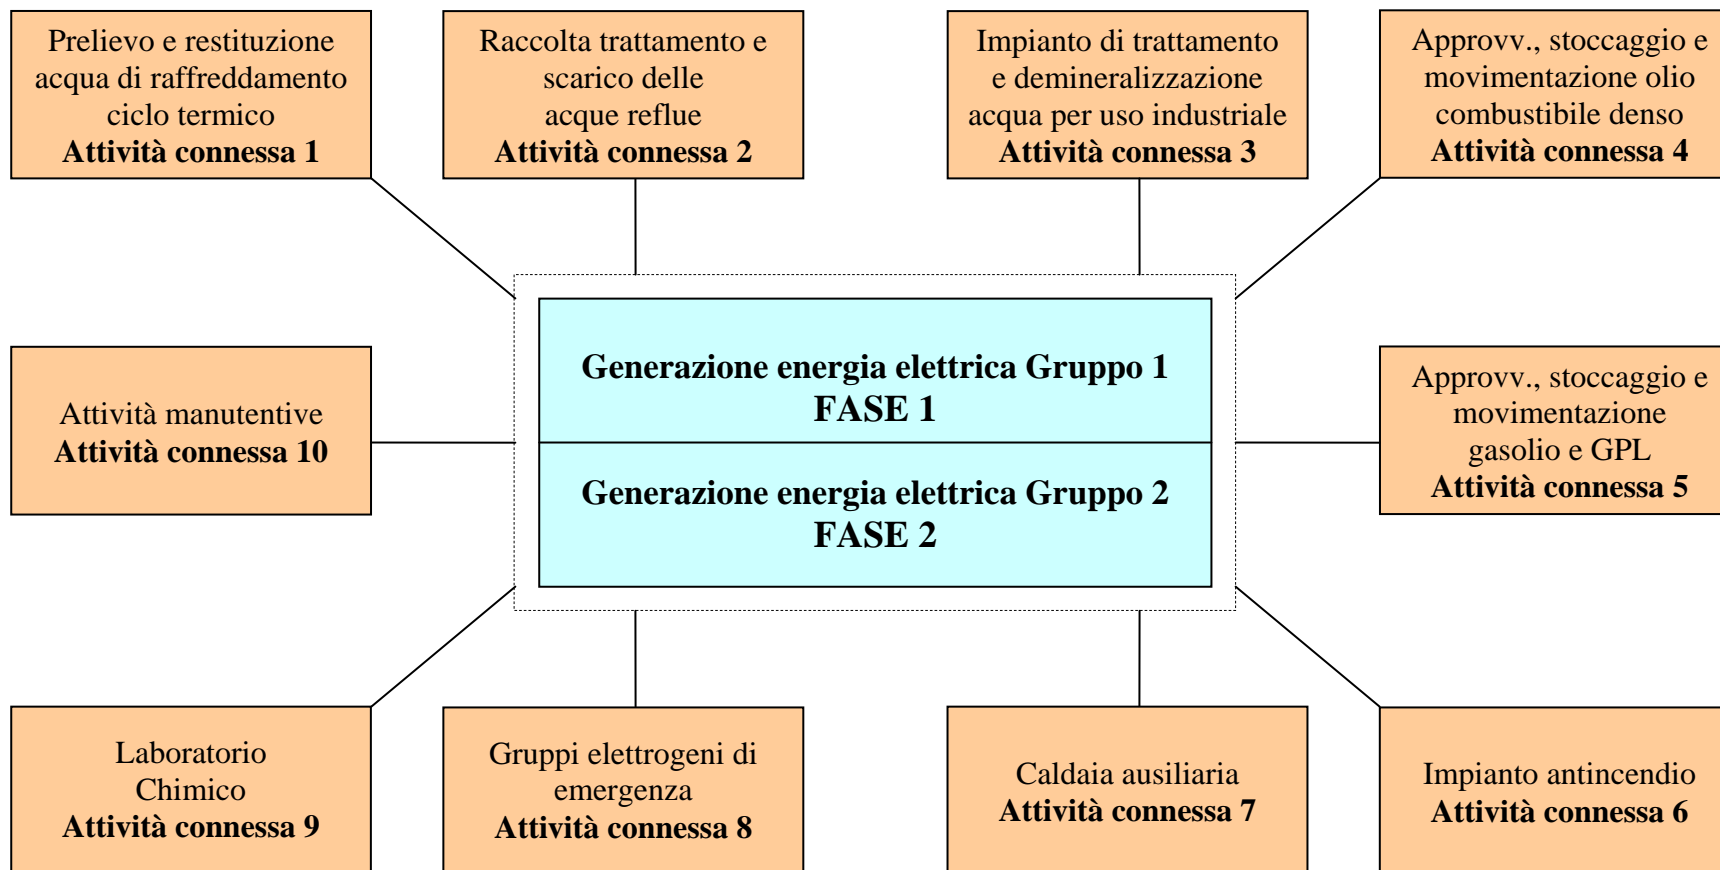 Prelievo e restituzione
acqua di raffreddamento
ciclo termico
Attività connessa 1
Raccolta trattamento e
scarico delle
acque reflue
Attività connessa 2
Impianto di trattamento
e demineralizzazione
acqua per uso industriale
Attività connessa 3
Approvv., stoccaggio e
movimentazione olio
combustibile denso
Attività connessa 4
Generazione energia elettrica Gruppo 1
FASE 1
Generazione energia elettrica Gruppo 2
FASE 2
Attività manutentive
Attività connessa 10
Approvv., stoccaggio e
movimentazione
gasolio e GPL
Attività connessa 5
Laboratorio
Chimico
Attività connessa 9
Gruppi elettrogeni di
emergenza
Attività connessa 8
Caldaia ausiliaria
Attività connessa 7
Impianto antincendio
Attività connessa 6